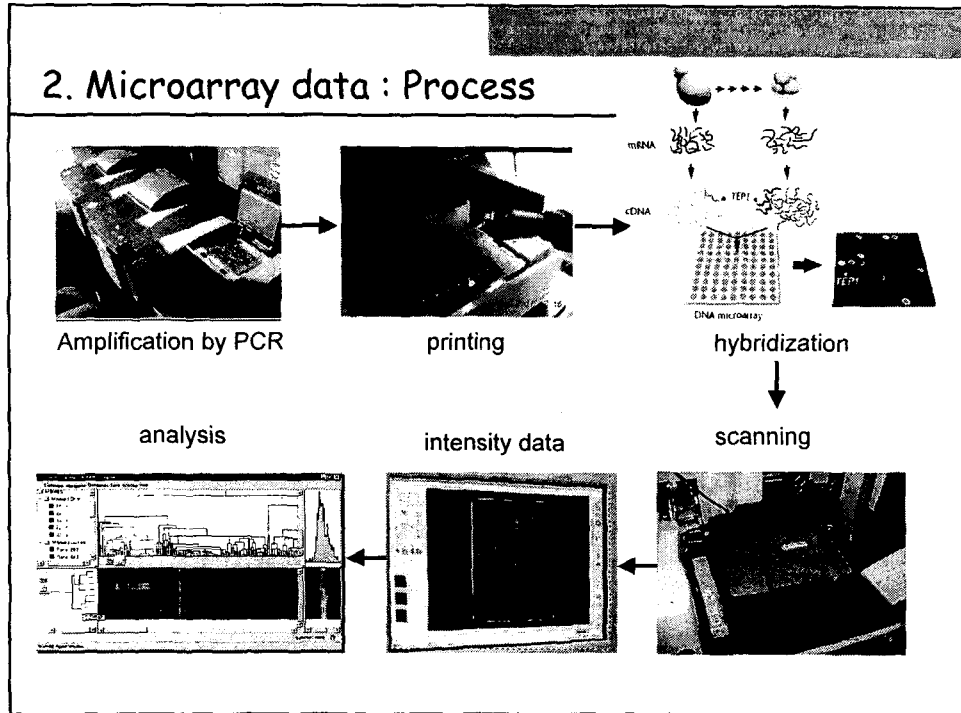 2. Microarray data : Process
mRNA
cDNA
TEP1
TEP1
DNA microarray
Amplification by PCR
printing
hybridization
analysis
intensity data
scanning